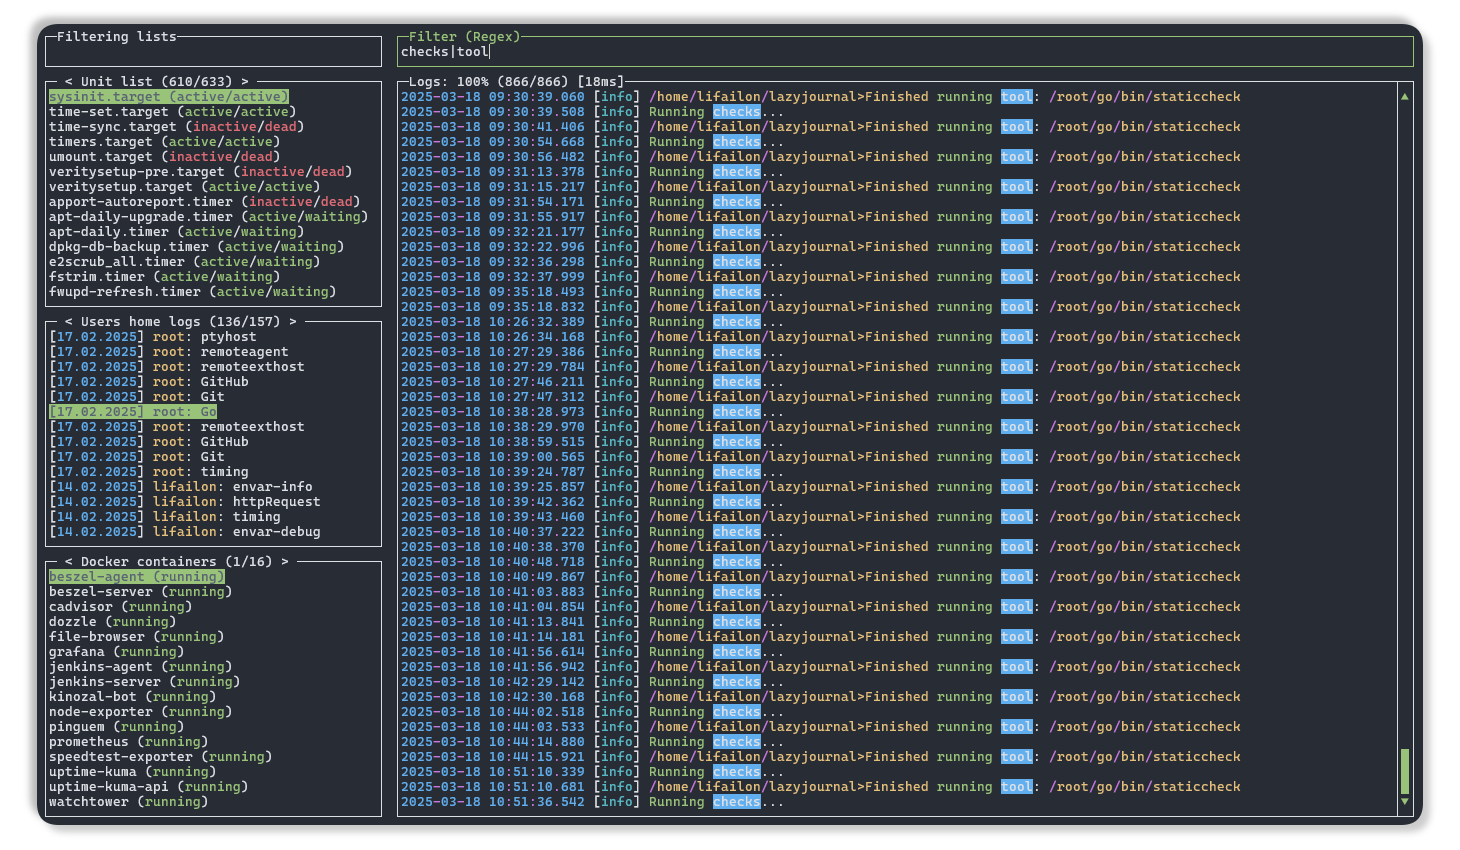 Filtering lists
< Unit list (610/633) >
sysinit.target (active/active)
time-set.target (active/active)
time-sync.target (inactive/dead)
timers.target (active/active)
umount.target (inactive/dead)
veritysetup-pre.target (inactive/dead)
veritysetup.target (active/active)
apport-autoreport.timer (inactive/dead)
apt-daily-upgrade.timer (active/waiting)
apt-daily.timer (active/waiting)
dpkg-db-backup.timer (active/waiting)
e2scrub_all.timer (active/waiting)
fstrim.timer (active/waiting)
fwupd-refresh.timer (active/waiting)
< Users home logs (136/157) >
[17.02.2025] root: ptyhost
[17.02.2025] root: remoteagent
[17.02.2025] root: remoteexthost
[17.02.2025] root: GitHub
[17.02.2025] root: Git
[17.02.2025] root: Go
[17.02.2025] root: remoteexthost
[17.02.2025] root: GitHub
[17.02.2025] root: Git
[17.02.2025] root: timing
[14.02.2025] lifailon: envar-info
[14.02.2025] lifailon: httpRequest
[14.02.2025] lifailon: timing
[14.02.2025] lifailon: envar-debug
< Docker containers (1/16) >
beszel-agent (running)
beszel-server (running)
cadvisor (running)
dozzle (running)
file-browser (running)
grafana (running)
jenkins-agent (running)
jenkins-server (running)
kinozal-bot (running)
node-exporter (running)
pinguem (running)
prometheus (running)
speedtest-exporter (running)
uptime-kuma (running)
uptime-kuma-api (running)
watchtower (running)
Filter (Regex)
checks|tool
Logs: 100% (866/866) [18ms]
2025-03-18 09:30:39.060 [info] /home/lifailon/lazyjournal>Finished running tool: /root/go/bin/staticcheck
2025-03-18 09:30:39.508 [info] Running checks...
2025-03-18 09:30:41.406 [info] /home/lifailon/lazyjournal>Finished running tool: /root/go/bin/staticcheck
2025-03-18 09:30:54.668 [info] Running checks...
2025-03-18 09:30:56.482 [info] /home/lifailon/lazyjournal>Finished running tool: /root/go/bin/staticcheck
2025-03-18 09:31:13.378 [info] Running checks...
2025-03-18 09:31:15.217 [info] /home/lifailon/lazyjournal>Finished running tool: /root/go/bin/staticcheck
2025-03-18 09:31:54.171 [info] Running checks...
2025-03-18 09:31:55.917 [info] /home/lifailon/lazyjournal>Finished running tool: /root/go/bin/staticcheck
2025-03-18 09:32:21.177 [info] Running checks...
2025-03-18 09:32:22.996 [info] /home/lifailon/lazyjournal>Finished running tool: /root/go/bin/staticcheck
2025-03-18 09:32:36.298 [info] Running checks...
2025-03-18 09:32:37.999 [info] /home/lifailon/lazyjournal>Finished running tool: /root/go/bin/staticcheck
2025-03-18 09:35:18.493 [info] Running checks...
2025-03-18 09:35:18.832 [info] /home/lifailon/lazyjournal>Finished running tool: /root/go/bin/staticcheck
2025-03-18 10:26:32.389 [info] Running checks...
2025-03-18 10:26:34.168 [info] /home/lifailon/lazyjournal>Finished running tool: /root/go/bin/staticcheck
2025-03-18 10:27:29.386 [info] Running checks...
2025-03-18 10:27:29.784 [info] /home/lifailon/lazyjournal>Finished running tool: /root/go/bin/staticcheck
2025-03-18 10:27:46.211 [info] Running checks...
2025-03-18 10:27:47.312 [info] /home/lifailon/lazyjournal>Finished running tool: /root/go/bin/staticcheck
2025-03-18 10:38:28.973 [info] Running checks...
2025-03-18 10:38:29.970 [info] /home/lifailon/lazyjournal>Finished running tool: /root/go/bin/staticcheck
2025-03-18 10:38:59.515 [info] Running checks...
2025-03-18 10:39:00.565 [info] /home/lifailon/lazyjournal>Finished running tool: /root/go/bin/staticcheck
2025-03-18 10:39:24.787 [info] Running checks...
2025-03-18 10:39:25.857 [info] /home/lifailon/lazyjournal>Finished running tool: /root/go/bin/staticcheck
2025-03-18 10:39:42.362 [info] Running checks...
2025-03-18 10:39:43.460 [info] /home/lifailon/lazyjournal>Finished running tool: /root/go/bin/staticcheck
2025-03-18 10:40:37.222 [info] Running checks...
2025-03-18 10:40:38.370 [info] /home/lifailon/lazyjournal>Finished running tool: /root/go/bin/staticcheck
2025-03-18 10:40:48.718 [info] Running checks...
2025-03-18 10:40:49.867 [info] /home/lifailon/lazyjournal>Finished running tool: /root/go/bin/staticcheck
2025-03-18 10:41:03.883 [info] Running checks...
2025-03-18 10:41:04.854 [info] /home/lifailon/lazyjournal>Finished running tool: /root/go/bin/staticcheck
2025-03-18 10:41:13.841 [info] Running checks...
2025-03-18 10:41:14.181 [info] /home/lifailon/lazyjournal>Finished running tool: /root/go/bin/staticcheck
2025-03-18 10:41:56.614 [info] Running checks...
2025-03-18 10:41:56.942 [info] /home/lifailon/lazyjournal>Finished running tool: /root/go/bin/staticcheck
2025-03-18 10:42:29.142 [info] Running checks...
2025-03-18 10:42:30.168 [info] /home/lifailon/lazyjournal>Finished running tool: /root/go/bin/staticcheck
2025-03-18 10:44:02.518 [info] Running checks...
2025-03-18 10:44:03.533 [info] /home/lifailon/lazyjournal>Finished running tool: /root/go/bin/staticcheck
2025-03-18 10:44:14.880 [info] Running checks...
2025-03-18 10:44:15.921 [info] /home/lifailon/lazyjournal>Finished running tool: /root/go/bin/staticcheck
2025-03-18 10:51:10.339 [info] Running checks...
2025-03-18 10:51:10.681 [info] /home/lifailon/lazyjournal>Finished running tool: /root/go/bin/staticcheck
2025-03-18 10:51:36.542 [info] Running checks...